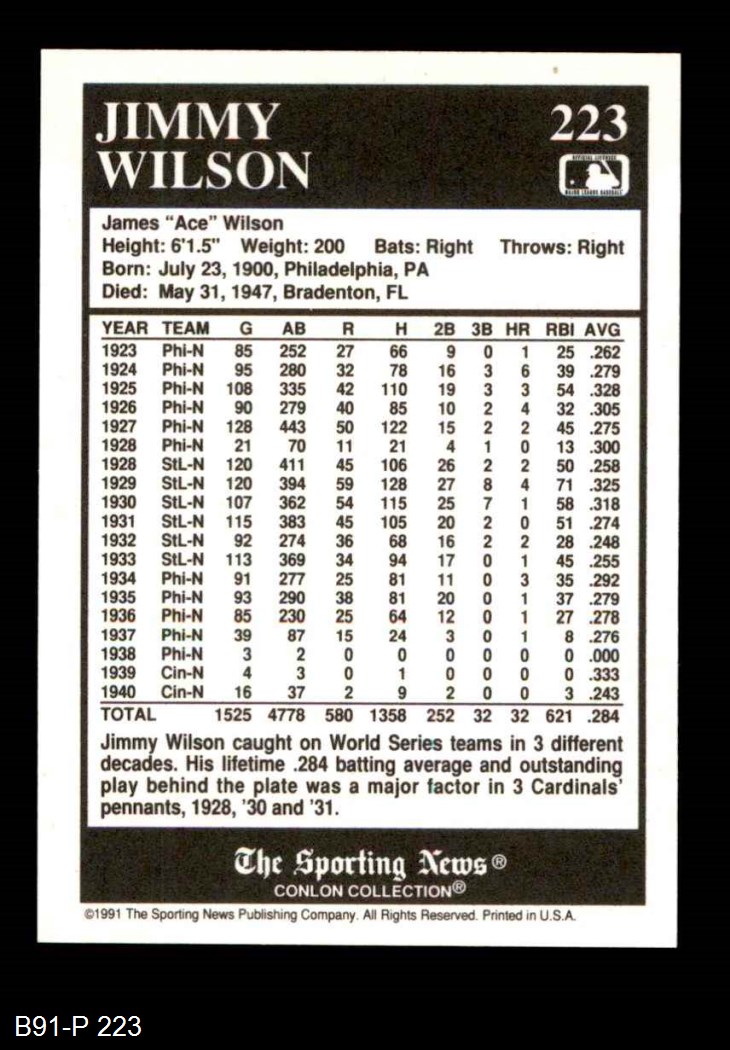 JIMMY 223
WILSON
James “Ace” Wilson
Height: 6'1.5" Weight: 200 Bats: Right Throws: Right
Born: July 23, 1900, Philadelphia, PA
Died: May 31, 1947, Bradenton, FL
YEAR TEAM G AB R H 2B 3B HR RBI AVG
1923 Phi-N 85 252 27 66 9 0 1 25 .262
1924 Phi-N 95 280 32 78 16 3 6 39 .279
1925 Phi-N 108 335 42 110 19 3 3 54 .328
1926 Phi-N 90 279 40 85 10 2 4 32 .305
1927 Phi-N 128 443 50 122 15 2 2 45 .275
1928 Phi-N 21 70 11 21 4 1 0 13 .300
1928 StL-N 120 411 45 106 26 2 2 50 .258
1929 StL-N 120 394 59 128 27 8 4 71 .325
1930 StL-N 107 362 54 115 25 7 1 58 .318
1931 StL-N 115 383 45 105 20 2 0 51 .274
1932 StL-N 92 274 36 68 16 2 2 28 .248
1933 StL-N 113 369 34 94 17 0 1 45 .255
1934 Phi-N 91 277 25 81 11 0 3 35 .292
1935 Phi-N 93 290 38 81 20 0 1 37 .279
1936 Phi-N 85 230 25 64 12 0 1 27 .278
1937 Phi-N 39 87 15 24 3 0 1 8 .276
1938 Phi-N 3 2 0 0 0 0 0 0 .000
1939 Cin-N 4 3 0 1 0 0 0 0 .333
1940 Cin-N 16 37 2 9 2 0 0 3 .243
TOTAL 1525 4778 580 1358 252 32 32 621 .284
Jimmy Wilson caught on World Series teams in 3 different
decades. His lifetime .284 batting average and outstanding
play behind the plate was a major factor in 3 Cardinals'
pennants, 1928, '30 and '31.
The Sporting News®
CONLON COLLECTION®
©1991 The Sporting News Publishing Company. All Rights Reserved. Printed in U.S.A.
B91-P 223